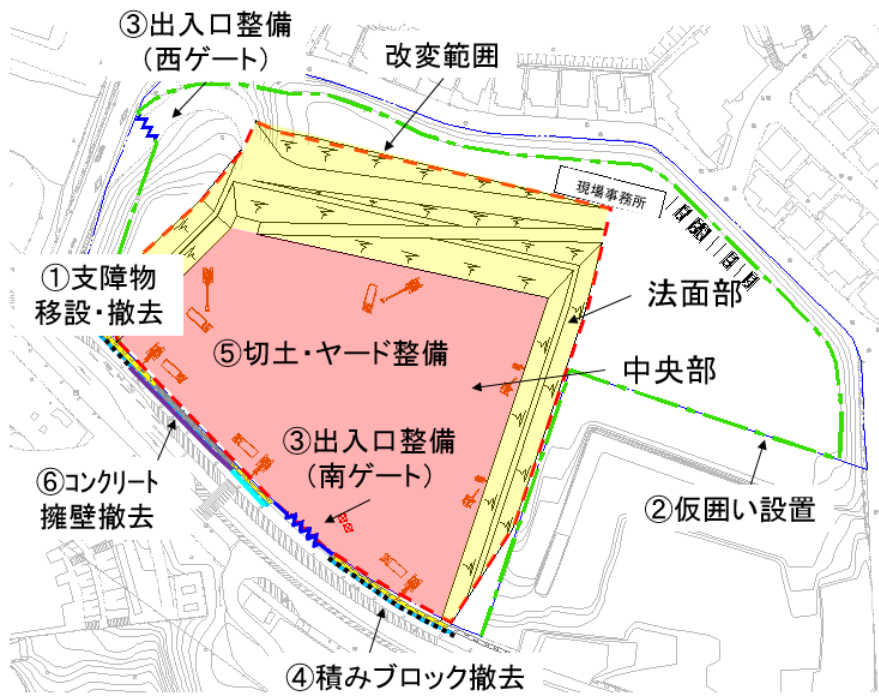 ③出入口整備
(西ゲート)
改変範囲
現場事務所
①支障物
移設・撤去
法面部
⑤切土・ヤード整備
中央部
③出入口整備
(南ゲート)
⑥コンクリート
擁壁撤去
②仮囲い設置
④積みブロック撤去